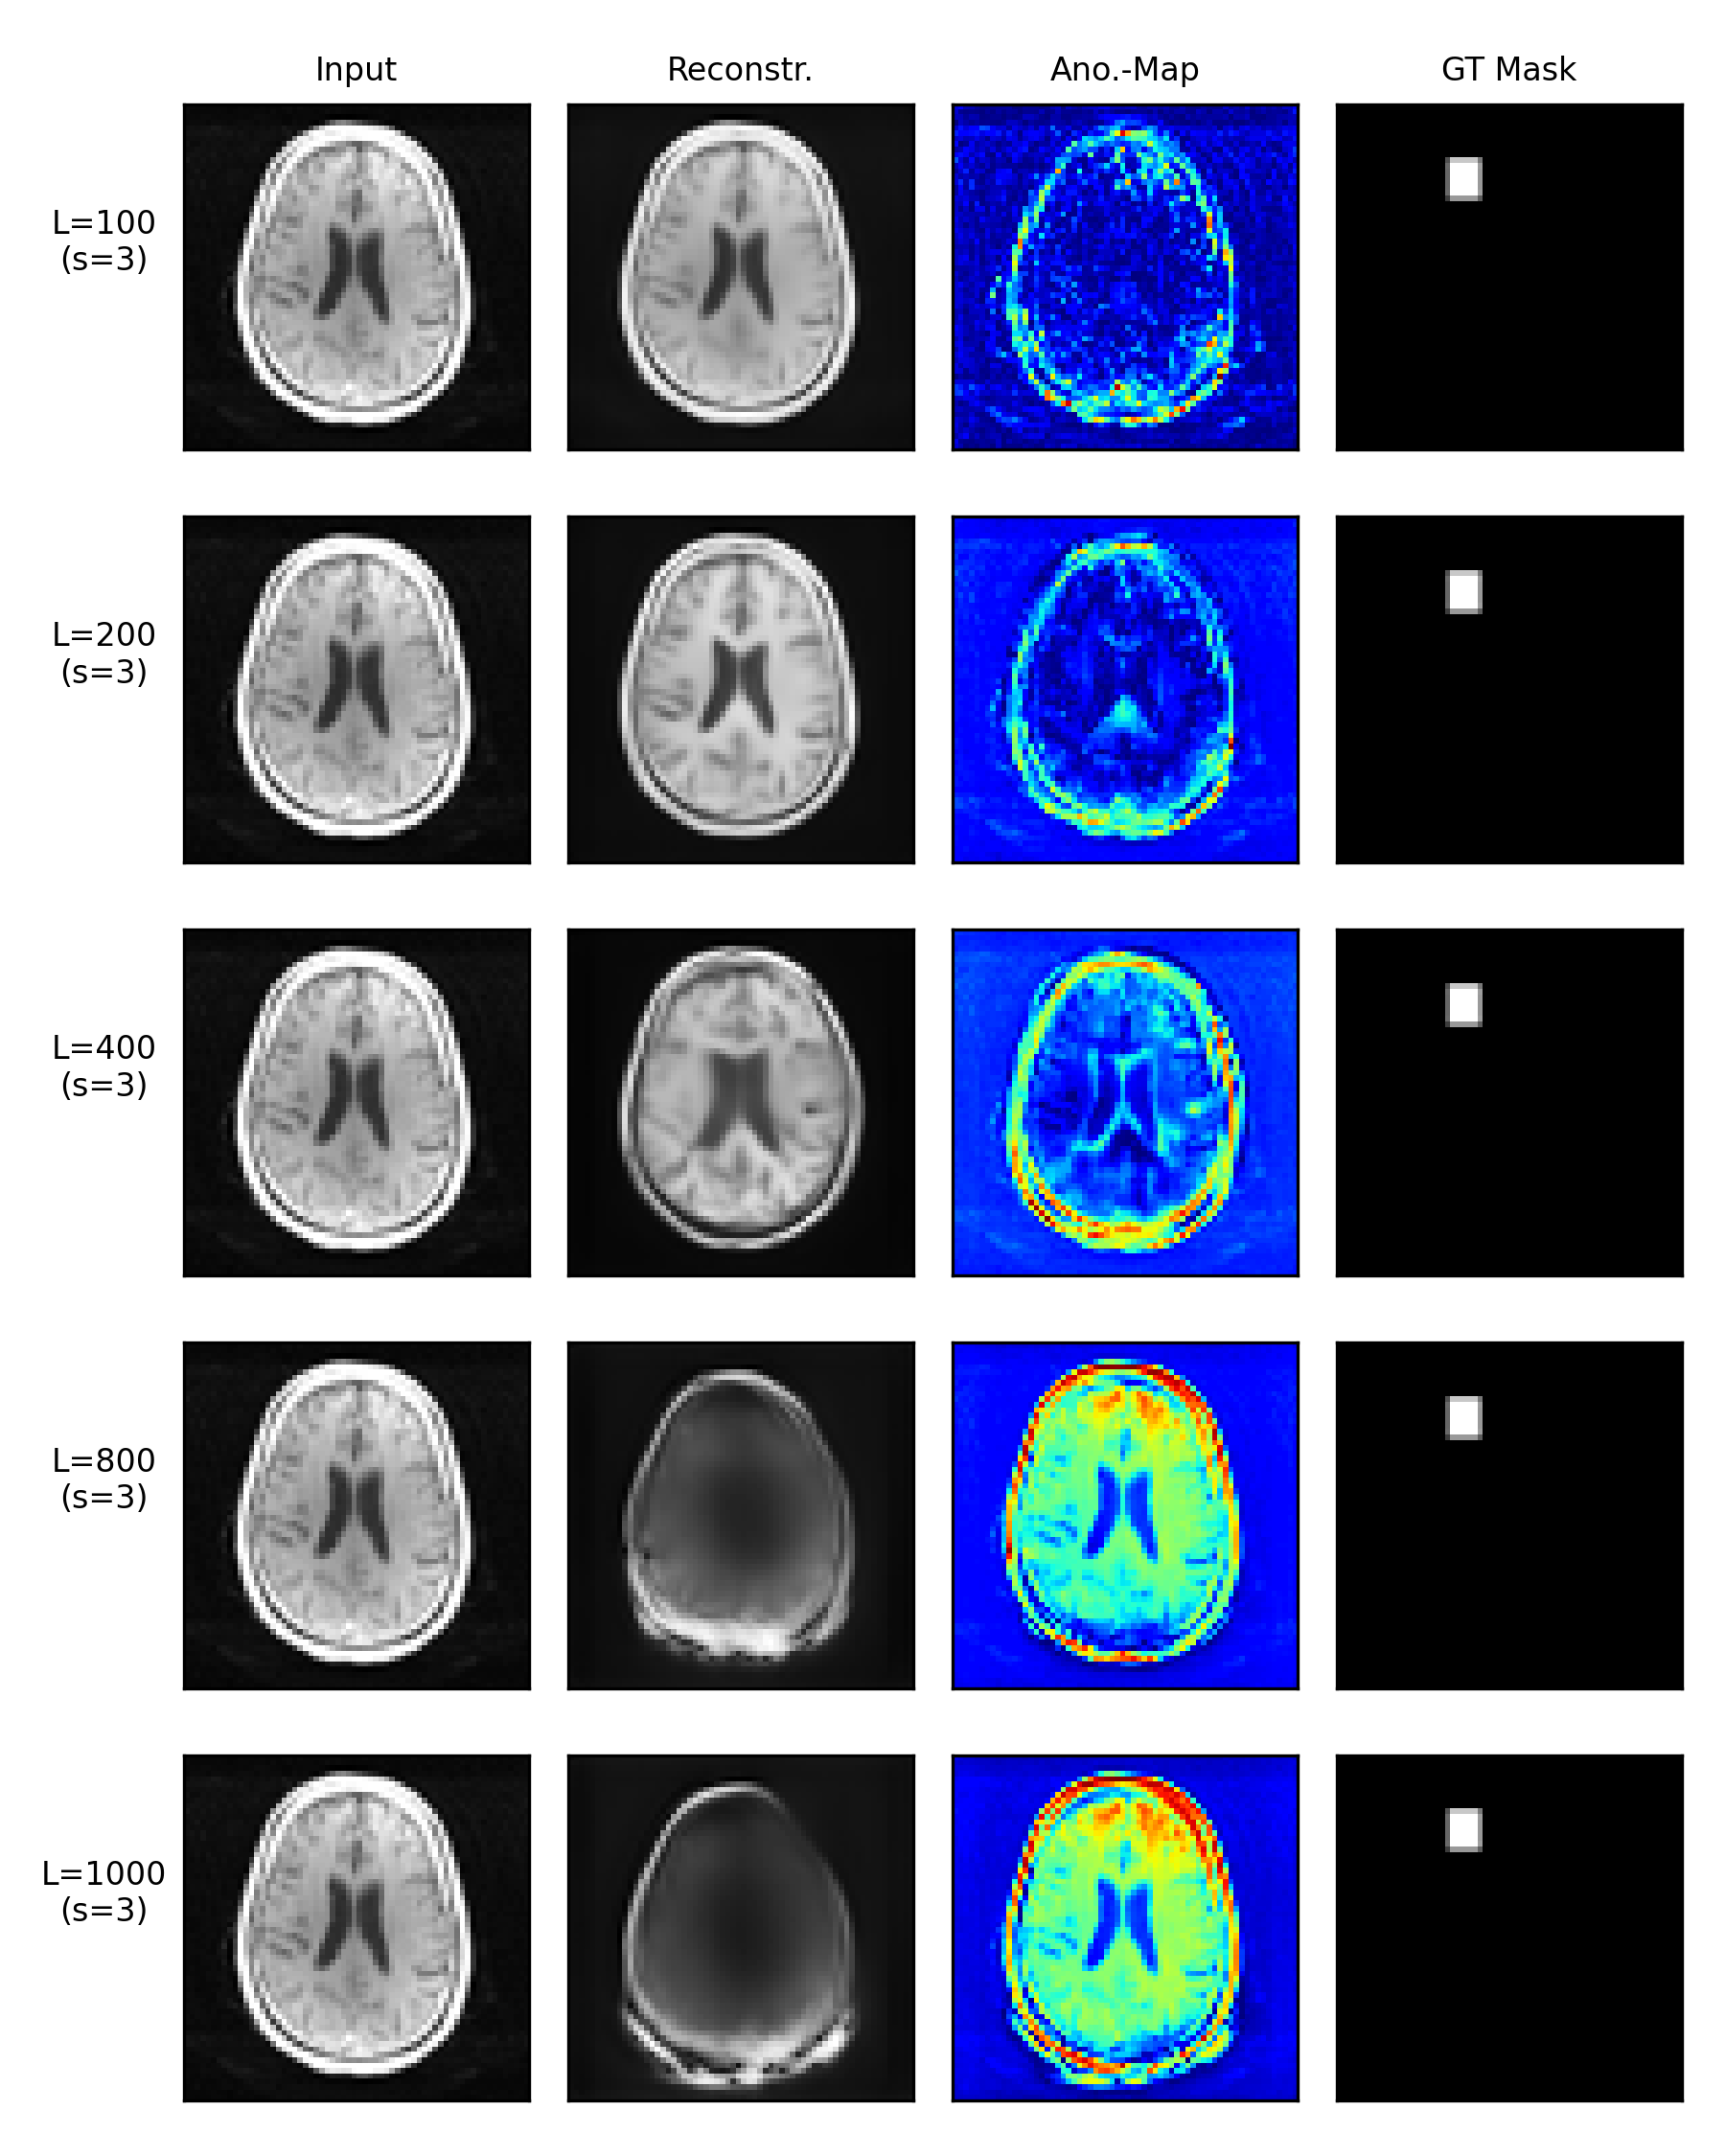 Input Reconstr. Ano.-Map GT Mask
L=100
(s=3)
L=200
(s=3)
L=400
(s=3)
L=800
(s=3)
L=1000
(s=3)